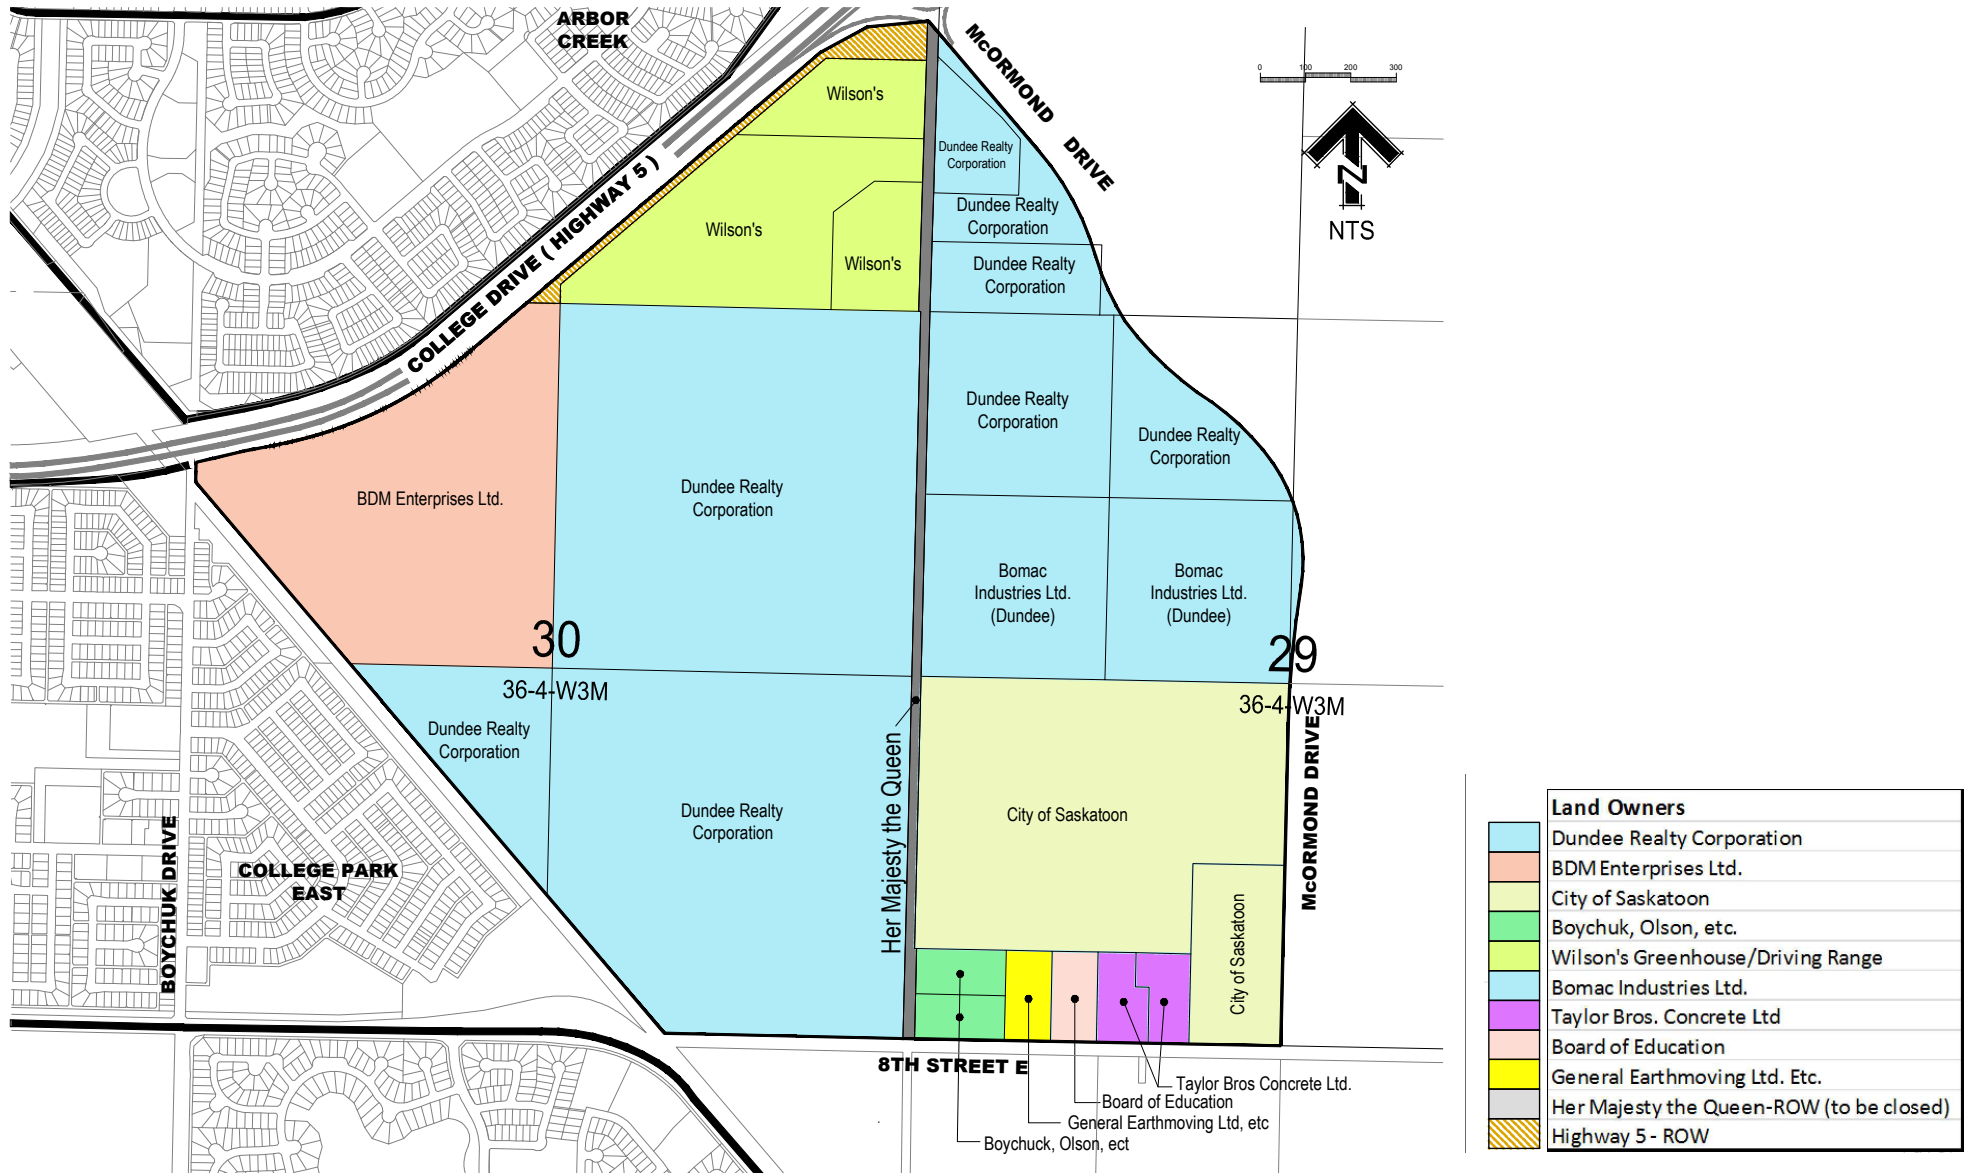 ARBOR
CREEK
McORMOND DRIVE
0 100 200 300
NTS
COLLEGE DRIVE ( HIGHWAY 5 )
Wilson's
Wilson's
Wilson's
Dundee Realty
Corporation
Dundee Realty
Corporation
Dundee Realty
Corporation
Dundee Realty
Corporation
Dundee Realty
Corporation
BDM Enterprises Ltd.
Dundee Realty
Corporation
Bomac
Industries Ltd.
(Dundee)
Bomac
Industries Ltd.
(Dundee)
30
36-4-W3M
29
36-4-W3M
Dundee Realty
Corporation
Dundee Realty
Corporation
Her Majesty the Queen
City of Saskatoon
City of Saskatoon
McORMOND DRIVE
BOYCHUK DRIVE
COLLEGE PARK
EAST
8TH STREET E
Taylor Bros Concrete Ltd.
Board of Education
General Earthmoving Ltd, etc
Boychuck, Olson, ect
Land Owners
Dundee Realty Corporation
BDM Enterprises Ltd.
City of Saskatoon
Boychuk, Olson, etc.
Wilson's Greenhouse/Driving Range
Bomac Industries Ltd.
Taylor Bros. Concrete Ltd
Board of Education
General Earthmoving Ltd. Etc.
Her Majesty the Queen-ROW (to be closed)
Highway 5 - ROW